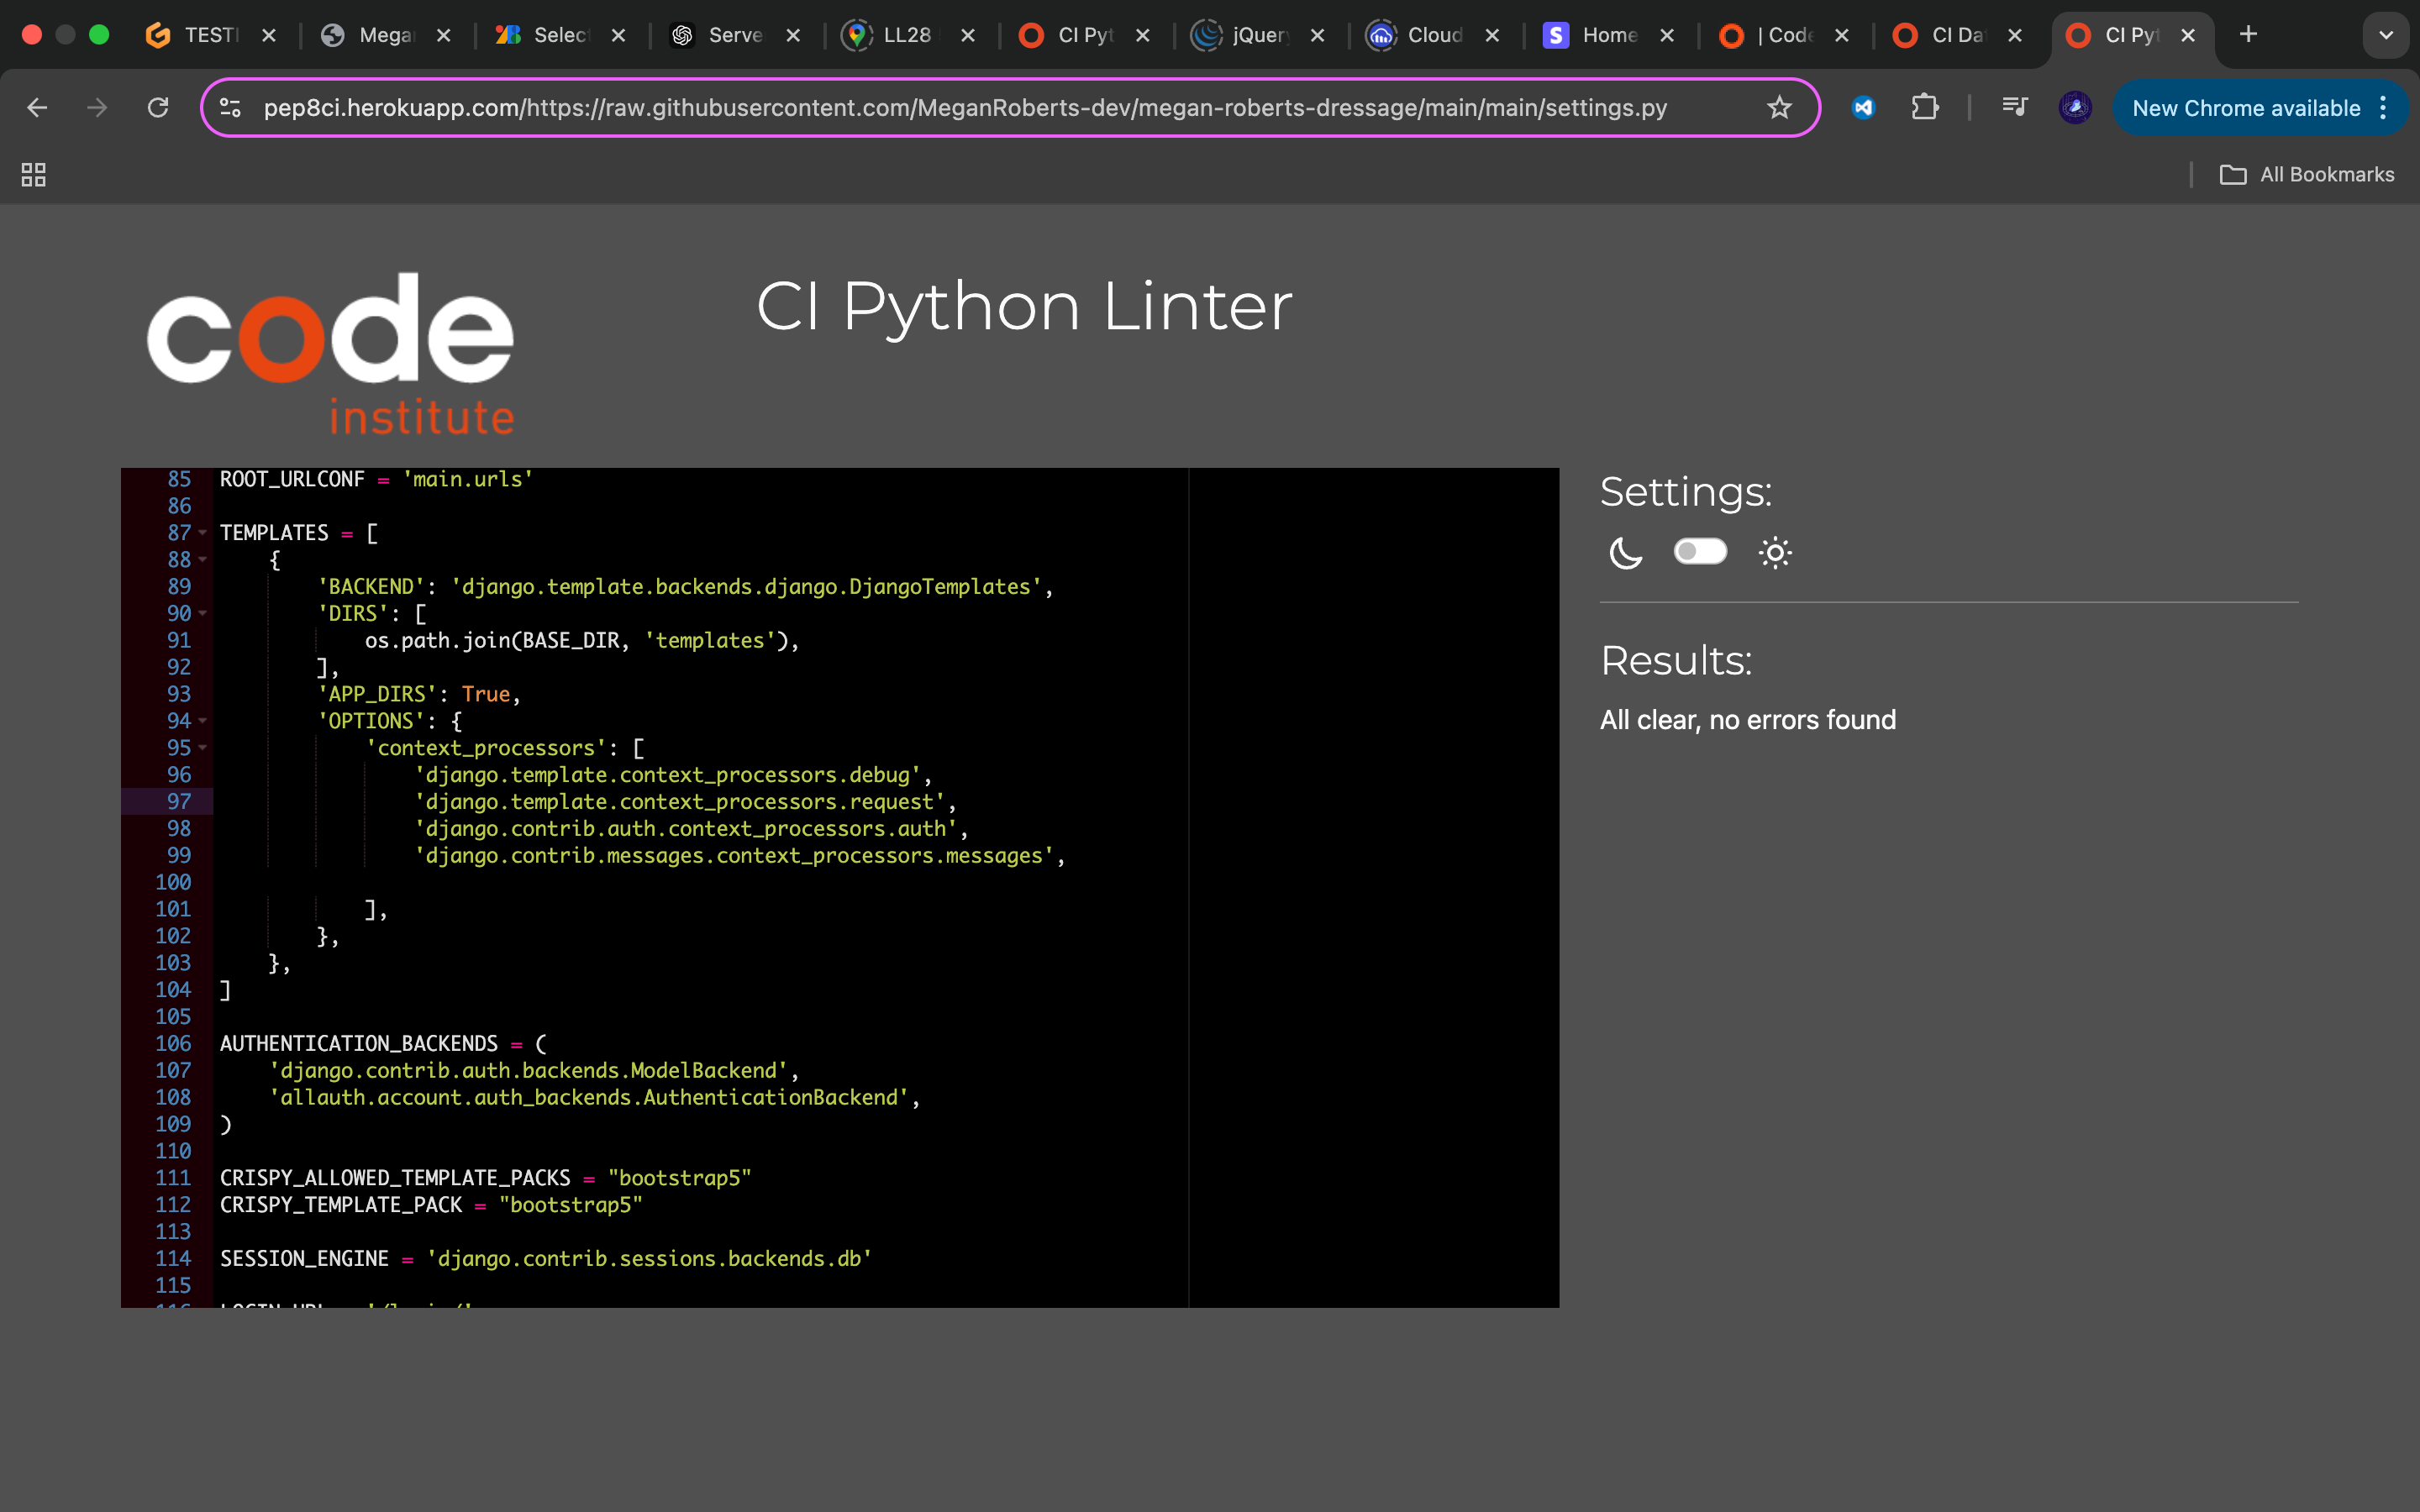 TESTI
Megar
Select
Serve
LL28
CI Pyt
jQuery
Cloud
Home
| Code
CI Da
CI Pyt
pep8ci.herokuapp.com/https://raw.githubusercontent.com/MeganRoberts-dev/megan-roberts-dressage/main/main/settings.py
New Chrome available
All Bookmarks
code
institute
CI Python Linter
85 ROOT_URLCONF = 'main.urls'
86
87 TEMPLATES = [
88 {
89 'BACKEND': 'django.template.backends.django.DjangoTemplates',
90 'DIRS': [
91 os.path.join(BASE_DIR, 'templates'),
92 ],
93 'APP_DIRS': True,
94 'OPTIONS': {
95 'context_processors': [
96 'django.template.context_processors.debug',
97 'django.template.context_processors.request',
98 'django.contrib.auth.context_processors.auth',
99 'django.contrib.messages.context_processors.messages',
100
101 ],
102 },
103 },
104 ]
105
106 AUTHENTICATION_BACKENDS = (
107 'django.contrib.auth.backends.ModelBackend',
108 'allauth.account.auth_backends.AuthenticationBackend',
109 )
110
111 CRISPY_ALLOWED_TEMPLATE_PACKS = "bootstrap5"
112 CRISPY_TEMPLATE_PACK = "bootstrap5"
113
114 SESSION_ENGINE = 'django.contrib.sessions.backends.db'
115
Settings:
Results:
All clear, no errors found